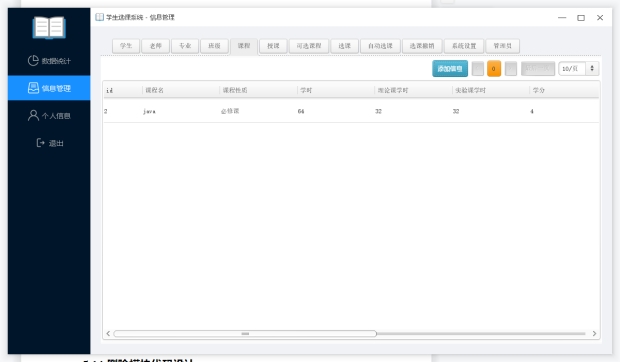 学生选课系统 - 信息管理
学生 老师 专业 班级 课程 授课 可选课程 选课 自动选课 选课撤销 系统设置 管理员
数据统计
信息管理
个人信息
退出
添加信息 0 10/页
id 课程名 课程性质 学时 理论课学时 实验课学时 学分
2 java 必修课 64 32 32 4